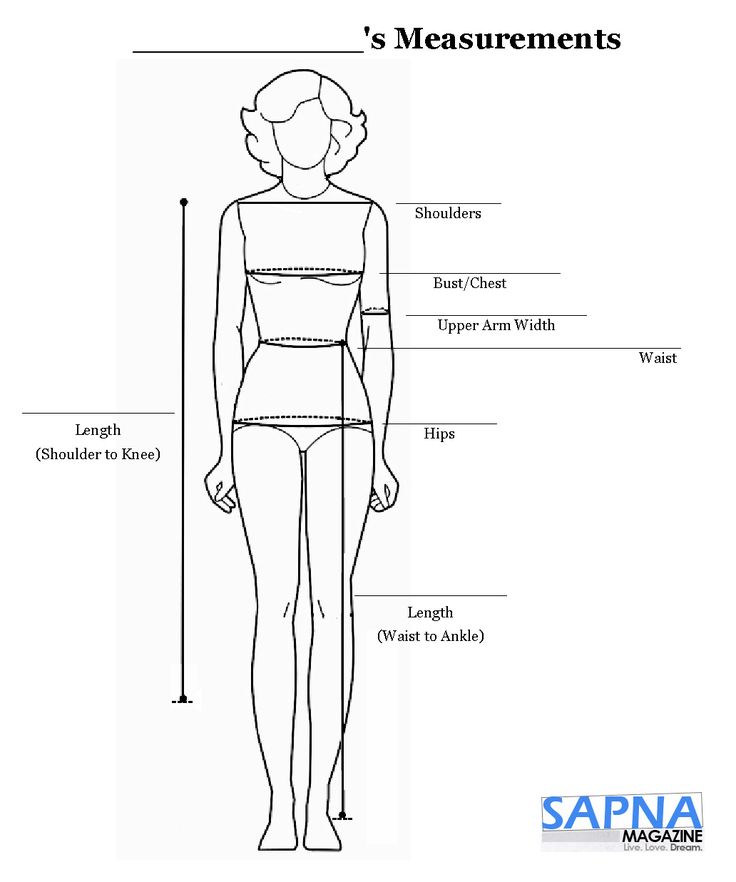 ____________________'s Measurements
Shoulders
Bust/Chest
Upper Arm Width
Waist
Length
(Shoulder to Knee)
Hips
Length
(Waist to Ankle)
SAPNA
MAGAZINE
Live. Love. Dream.